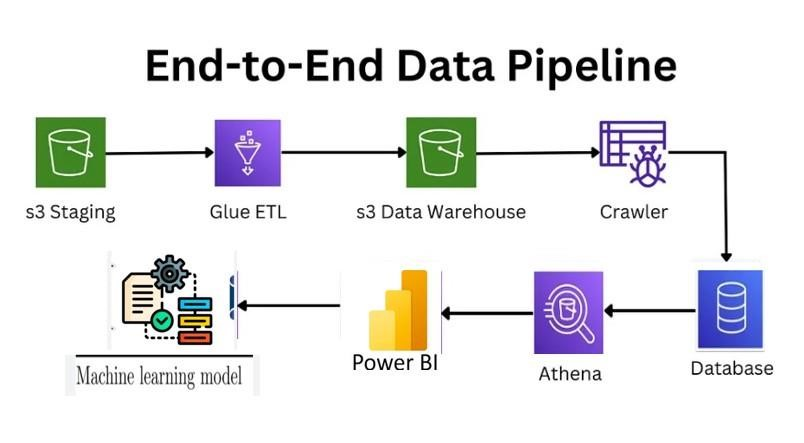 End-to-End Data Pipeline
s3 Staging
Glue ETL
s3 Data Warehouse
Crawler
Machine learning model
Power BI
Athena
Database